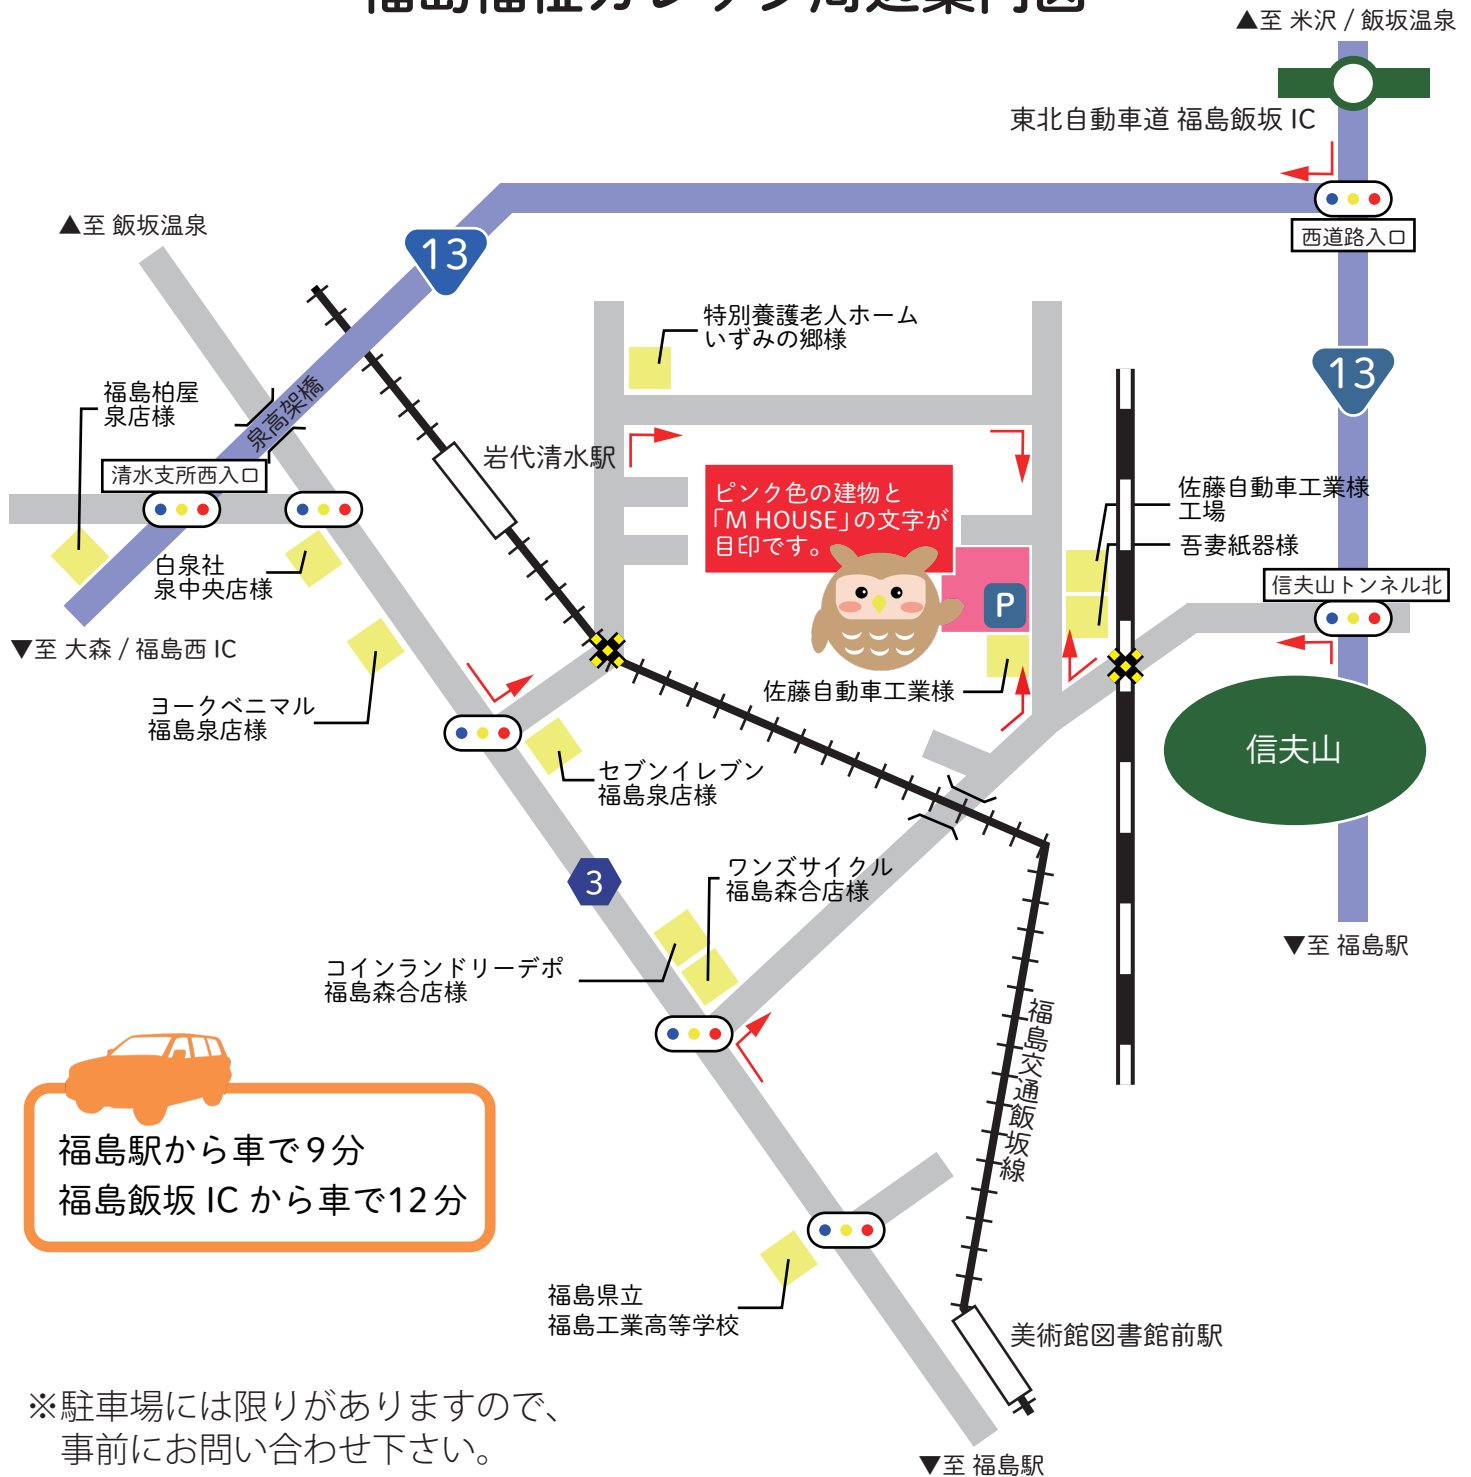 福島福祉カレッジ周辺案内図
▲至 米沢 / 飯坂温泉
東北自動車道 福島飯坂 IC
西道路入口
▲至 飯坂温泉
13
13
特別養護老人ホーム
いずみの郷様
福島柏屋
泉店様
泉高架橋
清水支所西入口
岩代清水駅
ピンク色の建物と
「M HOUSE」の文字が
目印です。
P
佐藤自動車工業様
工場
吾妻紙器様
信夫山トンネル北
白泉社
泉中央店様
▼至 大森 / 福島西 IC
ヨークベニマル
福島泉店様
佐藤自動車工業様
信夫山
セブンイレブン
福島泉店様
3
ワンズサイクル
福島森合店様
コインランドリーデポ
福島森合店様
▼至 福島駅
福島交通飯坂線
福島駅から車で9分
福島飯坂 IC から車で12分
福島県立
福島工業高等学校
美術館図書館前駅
※駐車場には限りがありますので、
事前にお問い合わせ下さい。
▼至 福島駅